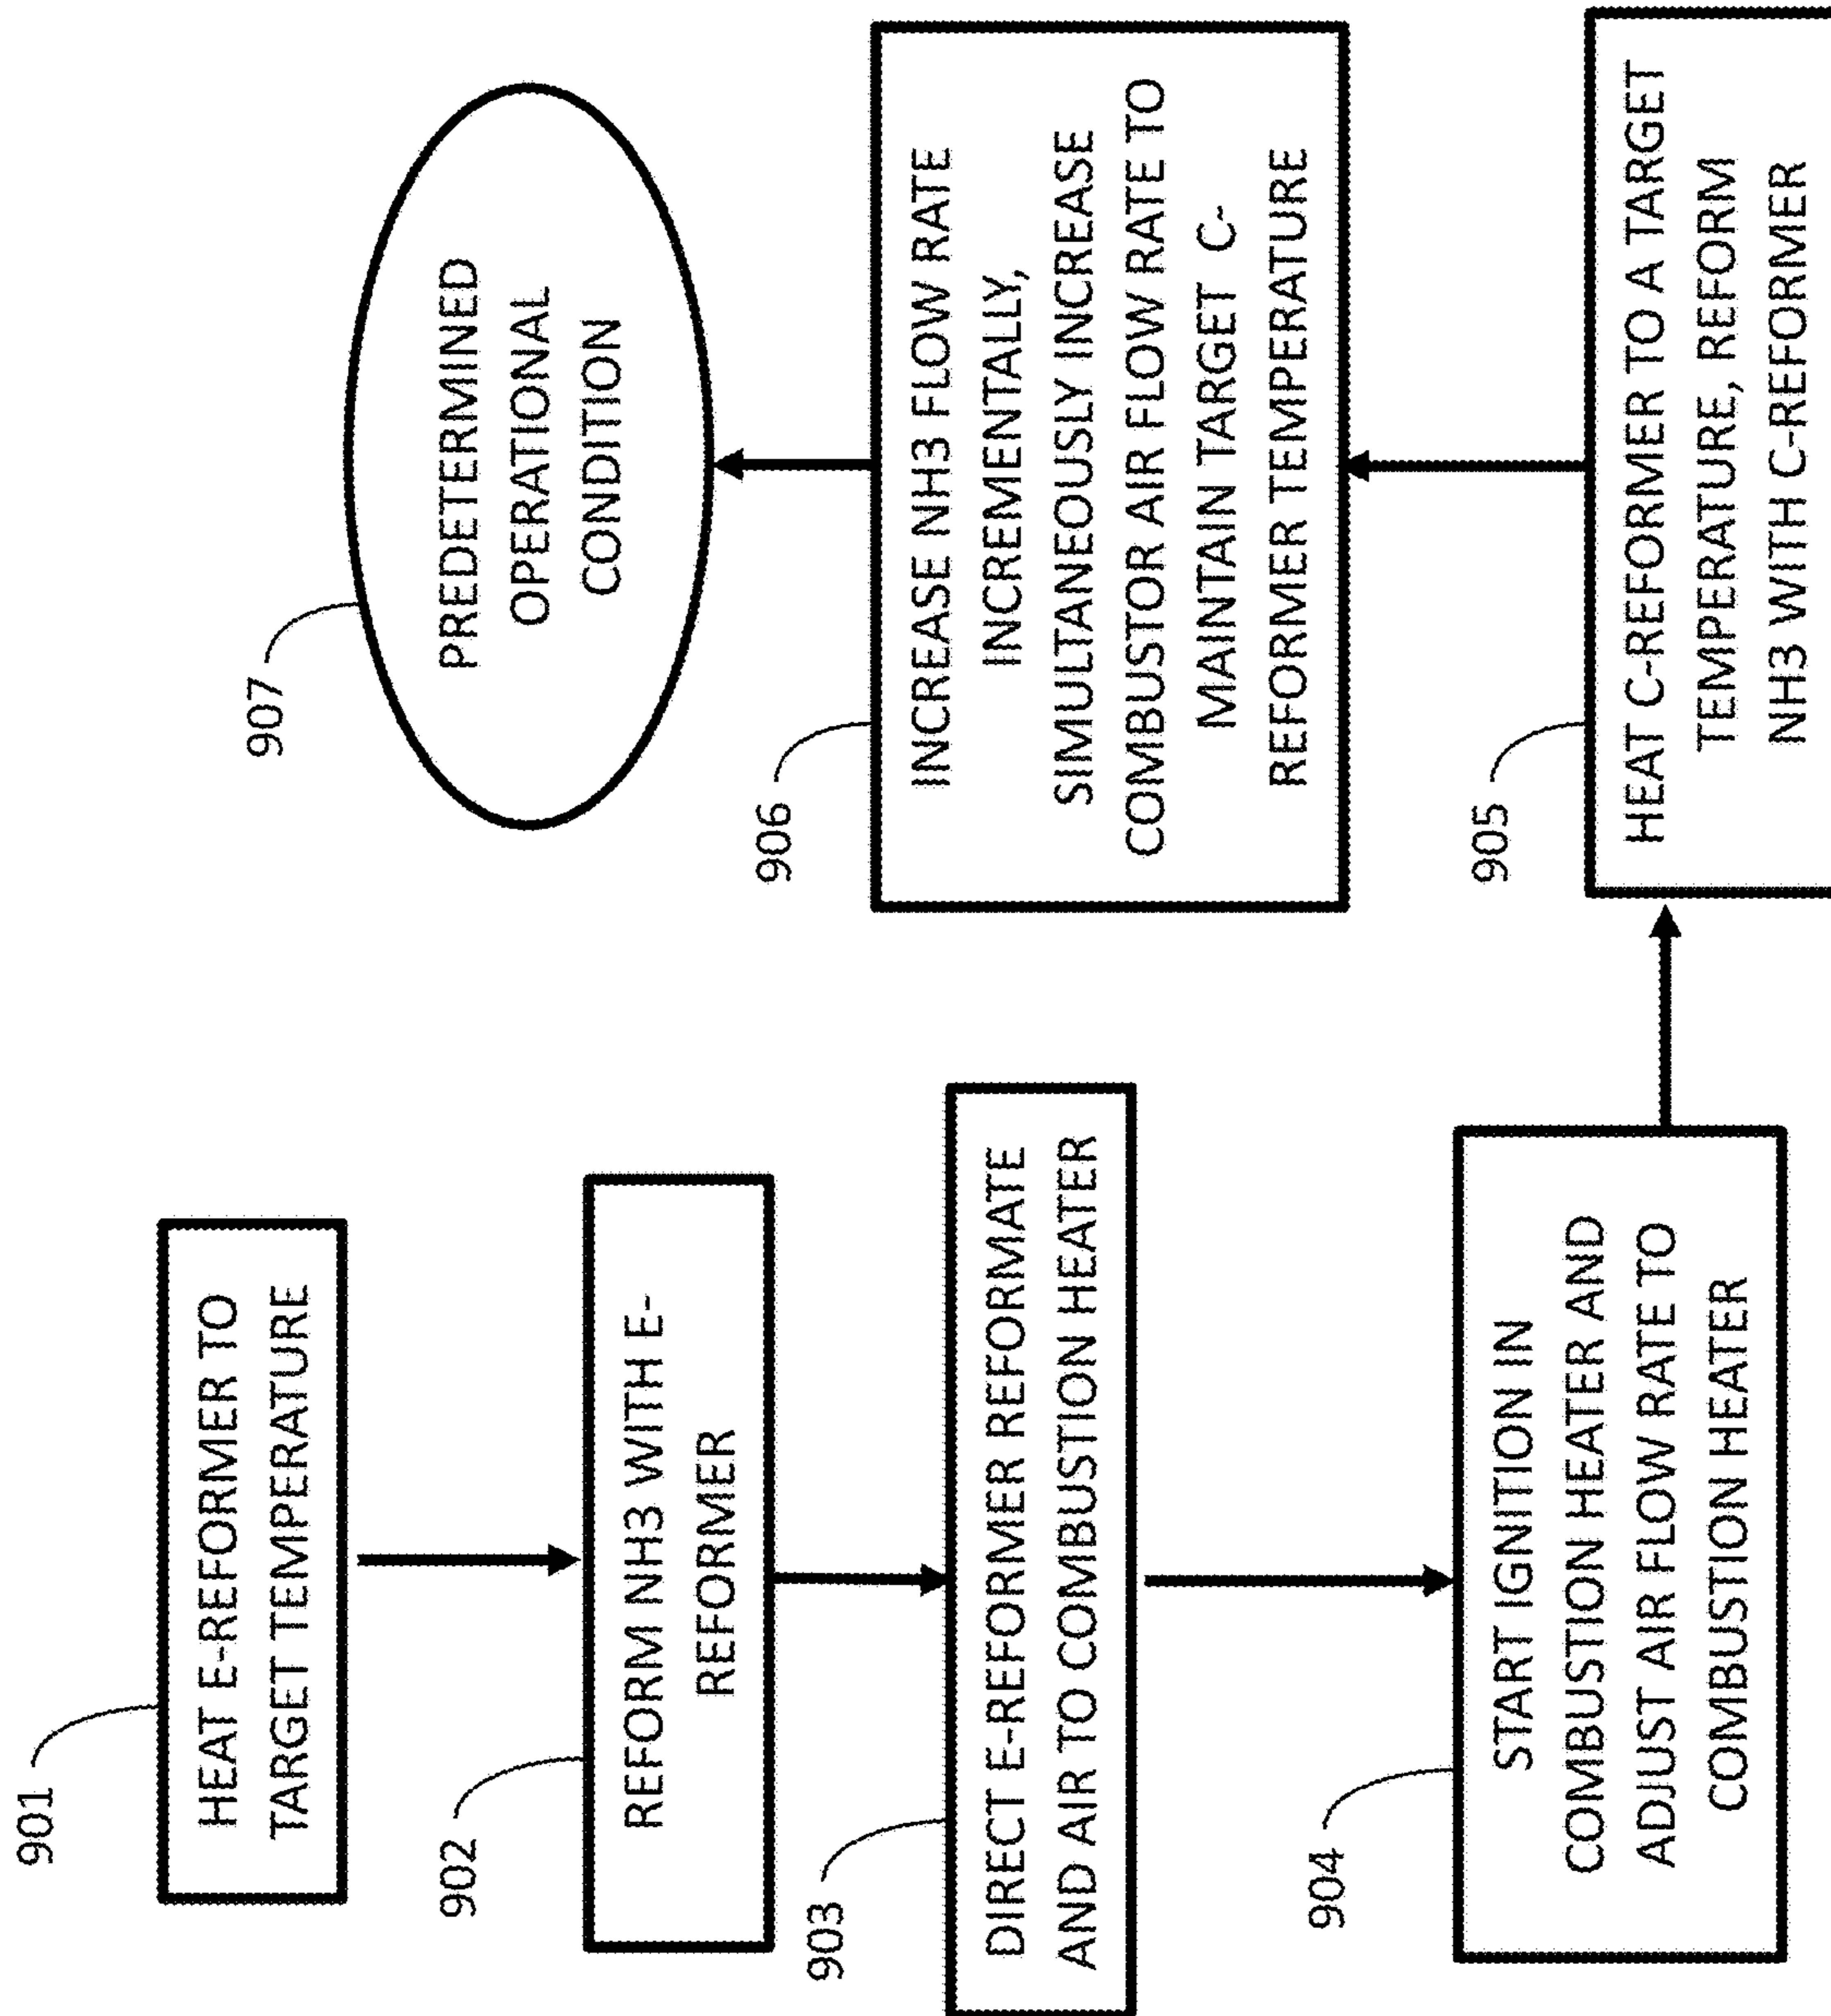 901
HEAT E-REFORMER TO
TARGET TEMPERATURE
902
REFORM NH3 WITH E-
REFORMER
903
DIRECT E-REFORMER REFORMATE
AND AIR TO COMBUSTION HEATER
904
START IGNITION IN
COMBUSTION HEATER AND
ADJUST AIR FLOW RATE TO
COMBUSTION HEATER
905
HEAT C-REFORMER TO A TARGET
TEMPERATURE, REFORM
NH3 WITH C-REFORMER
906
INCREASE NH3 FLOW RATE
INCREMENTALLY,
SIMULTANEOUSLY INCREASE
COMBUSTOR AIR FLOW RATE TO
MAINTAIN TARGET C-
REFORMER TEMPERATURE
907
PREDETERMINED
OPERATIONAL
CONDITION